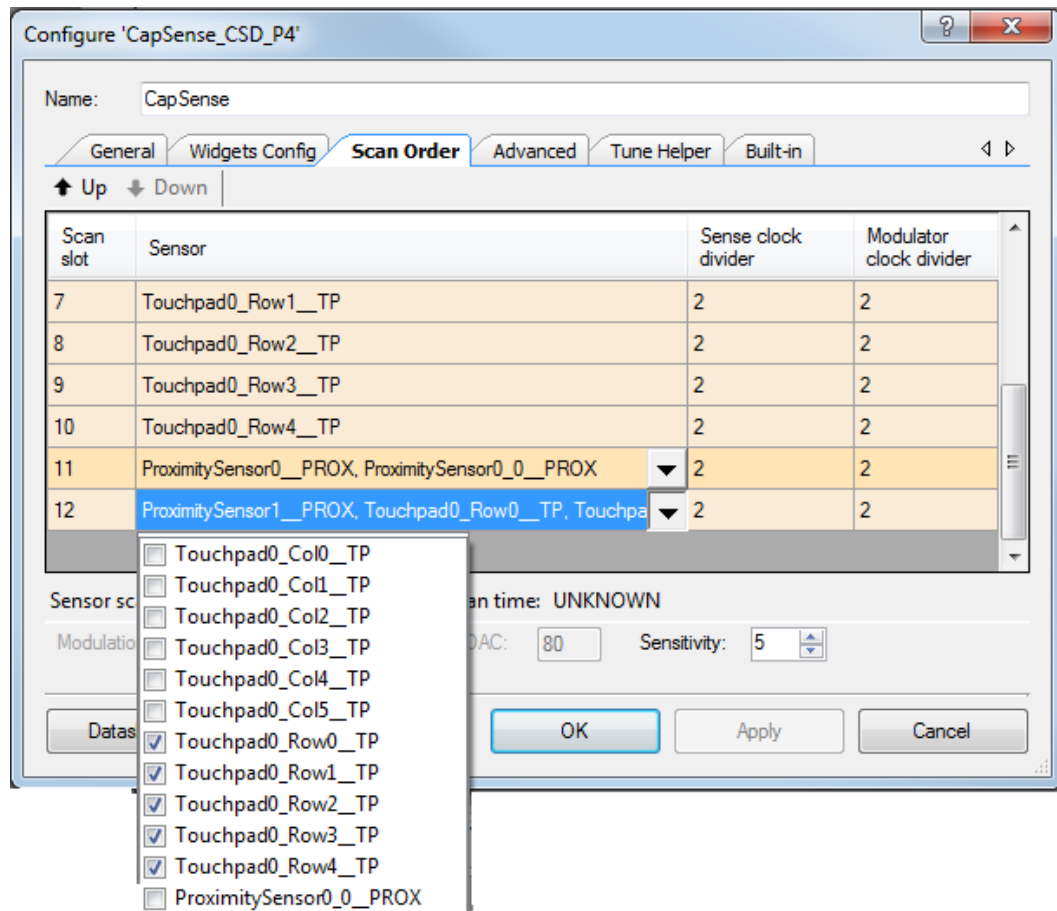 Configure 'CapSense_CSD_P4'
Name: CapSense
General Widgets Config Scan Order Advanced Tune Helper Built-in
Up Down
Scan slot Sensor Sense clock divider Modulator clock divider
7 Touchpad0_Row1__TP 2 2
8 Touchpad0_Row2__TP 2 2
9 Touchpad0_Row3__TP 2 2
10 Touchpad0_Row4__TP 2 2
11 ProximitySensor0__PROX, ProximitySensor0_0__PROX 2 2
12 ProximitySensor1__PROX, Touchpad0_Row0__TP, Touchpa 2 2
Touchpad0_Col0__TP
Touchpad0_Col1__TP
Touchpad0_Col2__TP
Touchpad0_Col3__TP
Touchpad0_Col4__TP
Touchpad0_Col5__TP
Touchpad0_Row0__TP
Touchpad0_Row1__TP
Touchpad0_Row2__TP
Touchpad0_Row3__TP
Touchpad0_Row4__TP
ProximitySensor0_0__PROX
Sensor sc an time: UNKNOWN
Modulatio DAC: 80 Sensitivity: 5
Datas OK Apply Cancel